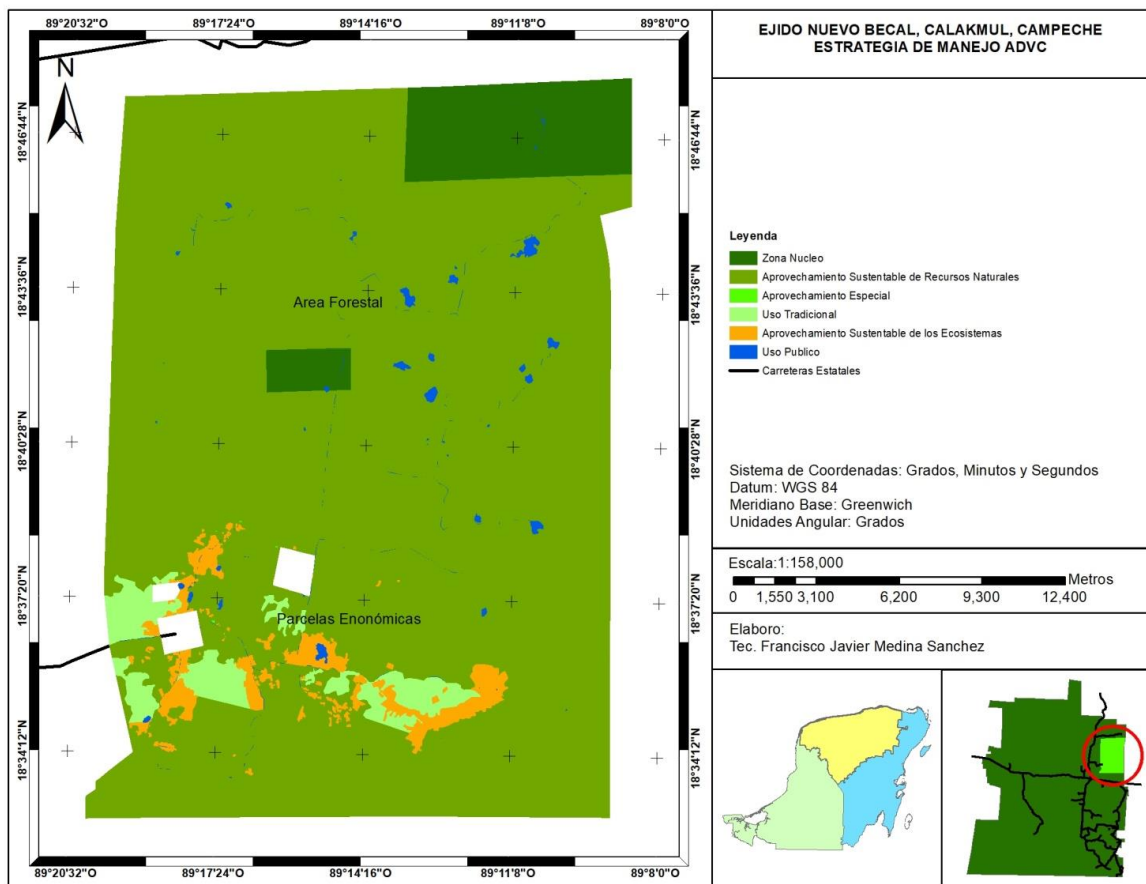 89°20'32"O 89°17'24"O 89°14'16"O 89°11'8"O 89°8'0"O
N
18°46'44"N
18°43'36"N
18°40'28"N
18°37'20"N
18°34'12"N
Area Forestal
Parcelas Enonómicas
18°46'44"N
18°43'36"N
18°40'28"N
18°37'20"N
18°34'12"N
89°20'32"O 89°17'24"O 89°14'16"O 89°11'8"O 89°8'0"O
EJIDO NUEVO BECAL, CALAKMUL, CAMPECHE
ESTRATEGIA DE MANEJO ADVC
Leyenda
Zona Nucleo
Aprovechamiento Sustentable de Recursos Naturales
Aprovechamiento Especial
Uso Tradicional
Aprovechamiento Sustentable de los Ecosistemas
Uso Publico
Carreteras Estatales
Sistema de Coordenadas: Grados, Minutos y Segundos
Datum: WGS 84
Meridiano Base: Greenwich
Unidades Angular: Grados
Escala:1:158,000
Metros
0 1,550 3,100 6,200 9,300 12,400
Elaboro:
Tec. Francisco Javier Medina Sanchez